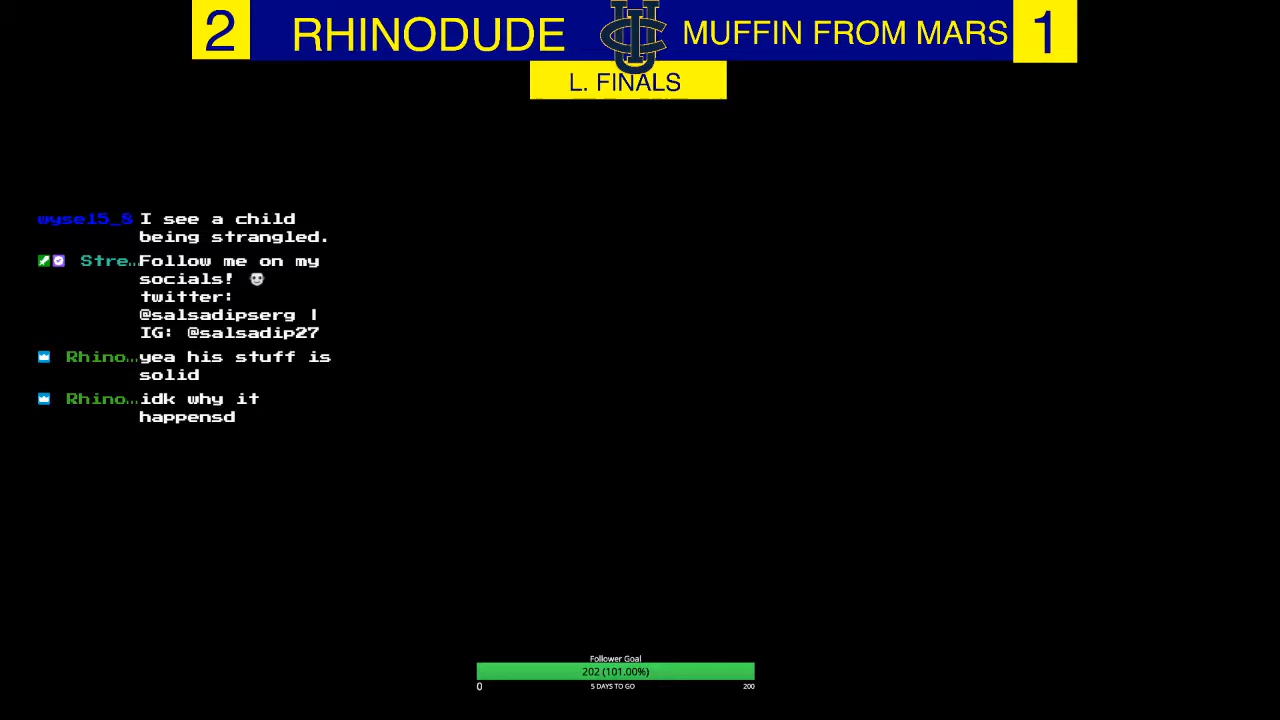 2 RHINODUDE UCI MUFFIN FROM MARS 1
L. FINALS
wyse15_8 I see a child
being strangled.
Stre... Follow me on my
socials!
twitter:
@salsadipserg |
IG: @salsadip27
Rhino... yea his stuff is
solid
Rhino... idk why it
happensd
Follower Goal
202 (101.00%)
0 5 DAYS TO GO 200